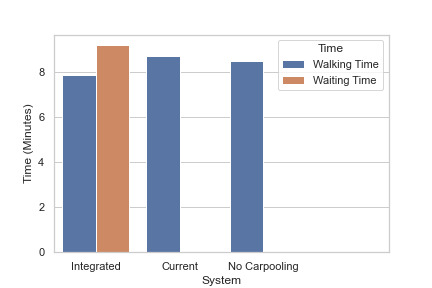 Time
Walking Time
Waiting Time
8
6
4
2
0
Time (Minutes)
Integrated
Current
No Carpooling
System